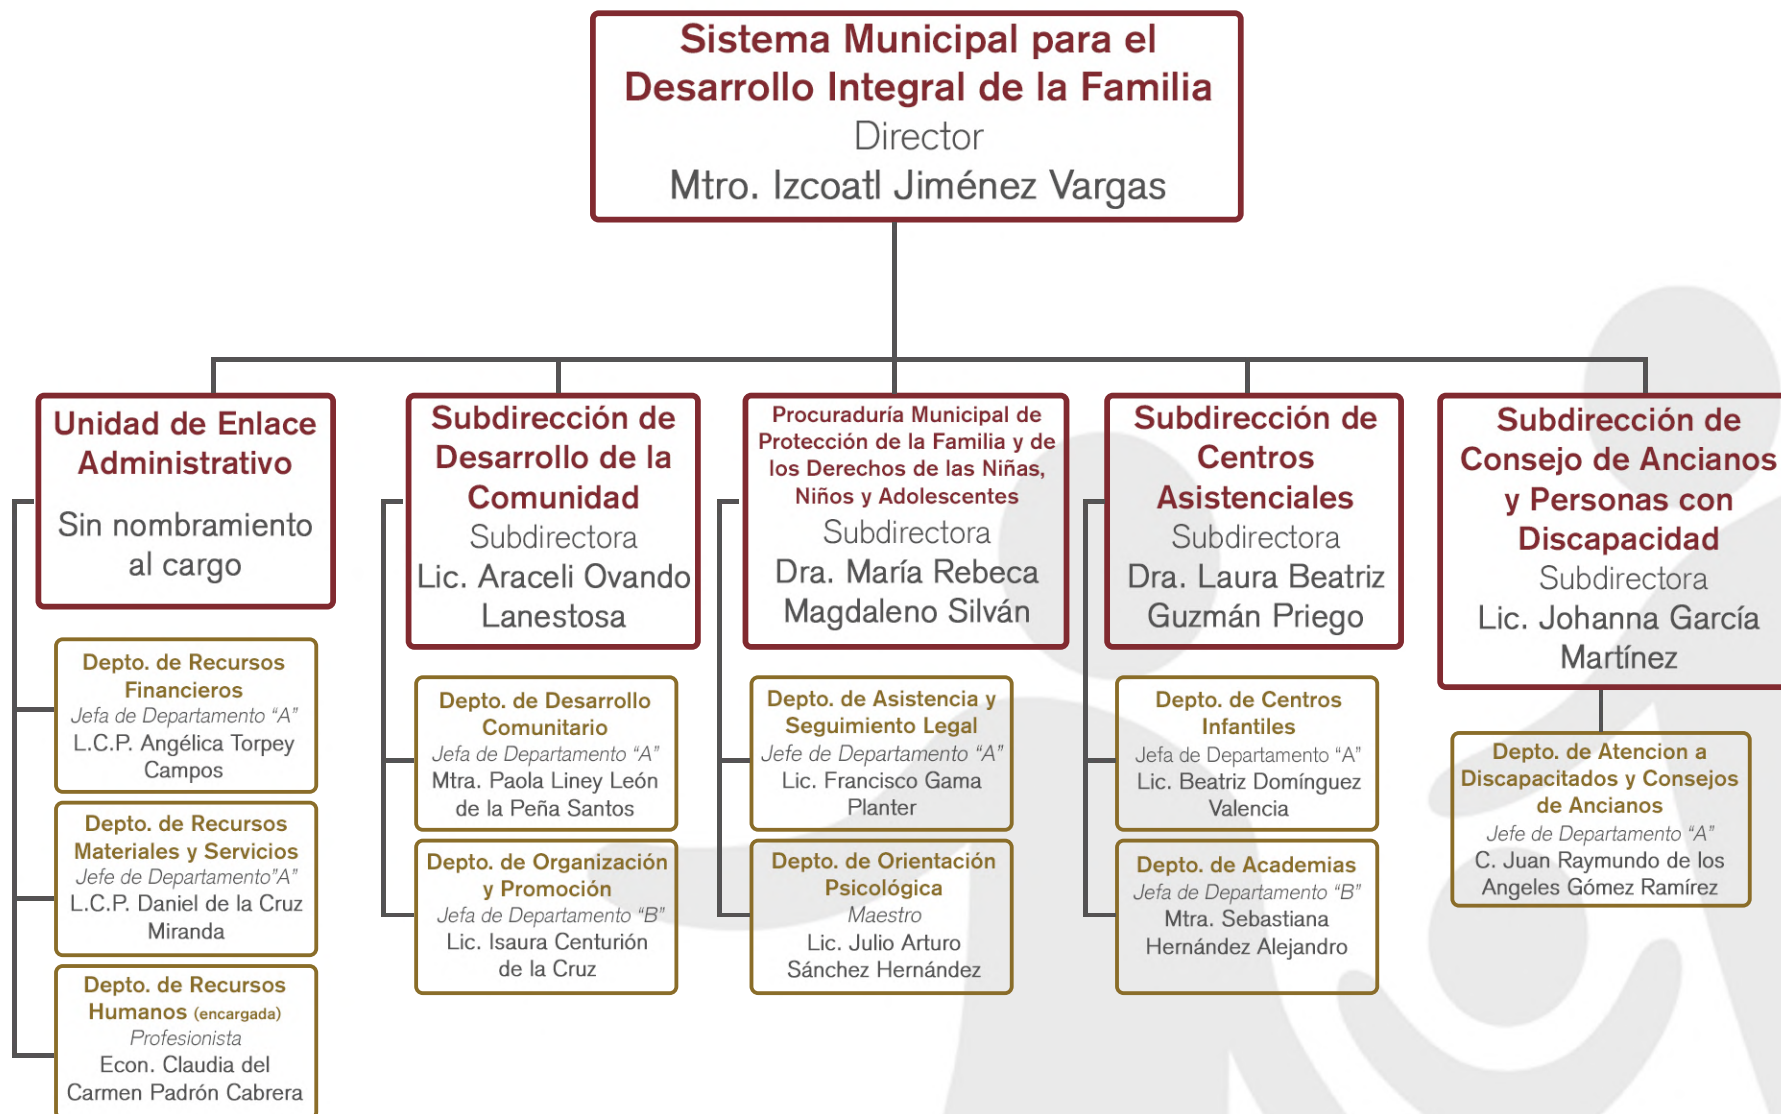 Sistema Municipal para el
Desarrollo Integral de la Familia
Director
Mtro. Izcoatl Jiménez Vargas
Unidad de Enlace
Administrativo
Sin nombramiento
al cargo
Depto. de Recursos
Financieros
Jefa de Departamento “A”
L.C.P. Angélica Torpey
Campos
Depto. de Recursos
Materiales y Servicios
Jefe de Departamento”A”
L.C.P. Daniel de la Cruz
Miranda
Depto. de Recursos
Humanos (encargada)
Profesionista
Econ. Claudia del
Carmen Padrón Cabrera
Subdirección de
Desarrollo de la
Comunidad
Subdirectora
Lic. Araceli Ovando
Lanestosa
Depto. de Desarrollo
Comunitario
Jefa de Departamento “A”
Mtra. Paola Liney León
de la Peña Santos
Depto. de Organización
y Promoción
Jefa de Departamento “B”
Lic. Isaura Centurión
de la Cruz
Procuraduría Municipal de
Protección de la Familia y de
los Derechos de las Niñas,
Niños y Adolescentes
Subdirectora
Dra. María Rebeca
Magdaleno Silván
Depto. de Asistencia y
Seguimiento Legal
Jefe de Departamento “A”
Lic. Francisco Gama
Planter
Depto. de Orientación
Psicológica
Maestro
Lic. Julio Arturo
Sánchez Hernández
Subdirección de
Centros
Asistenciales
Subdirectora
Dra. Laura Beatriz
Guzmán Priego
Depto. de Centros
Infantiles
Jefa de Departamento “A”
Lic. Beatriz Domínguez
Valencia
Depto. de Academias
Jefa de Departamento “B”
Mtra. Sebastiana
Hernández Alejandro
Subdirección de
Consejo de Ancianos
y Personas con
Discapacidad
Subdirectora
Lic. Johanna García
Martínez
Depto. de Atencion a
Discapacitados y Consejos
de Ancianos
Jefe de Departamento “A”
C. Juan Raymundo de los
Angeles Gómez Ramírez